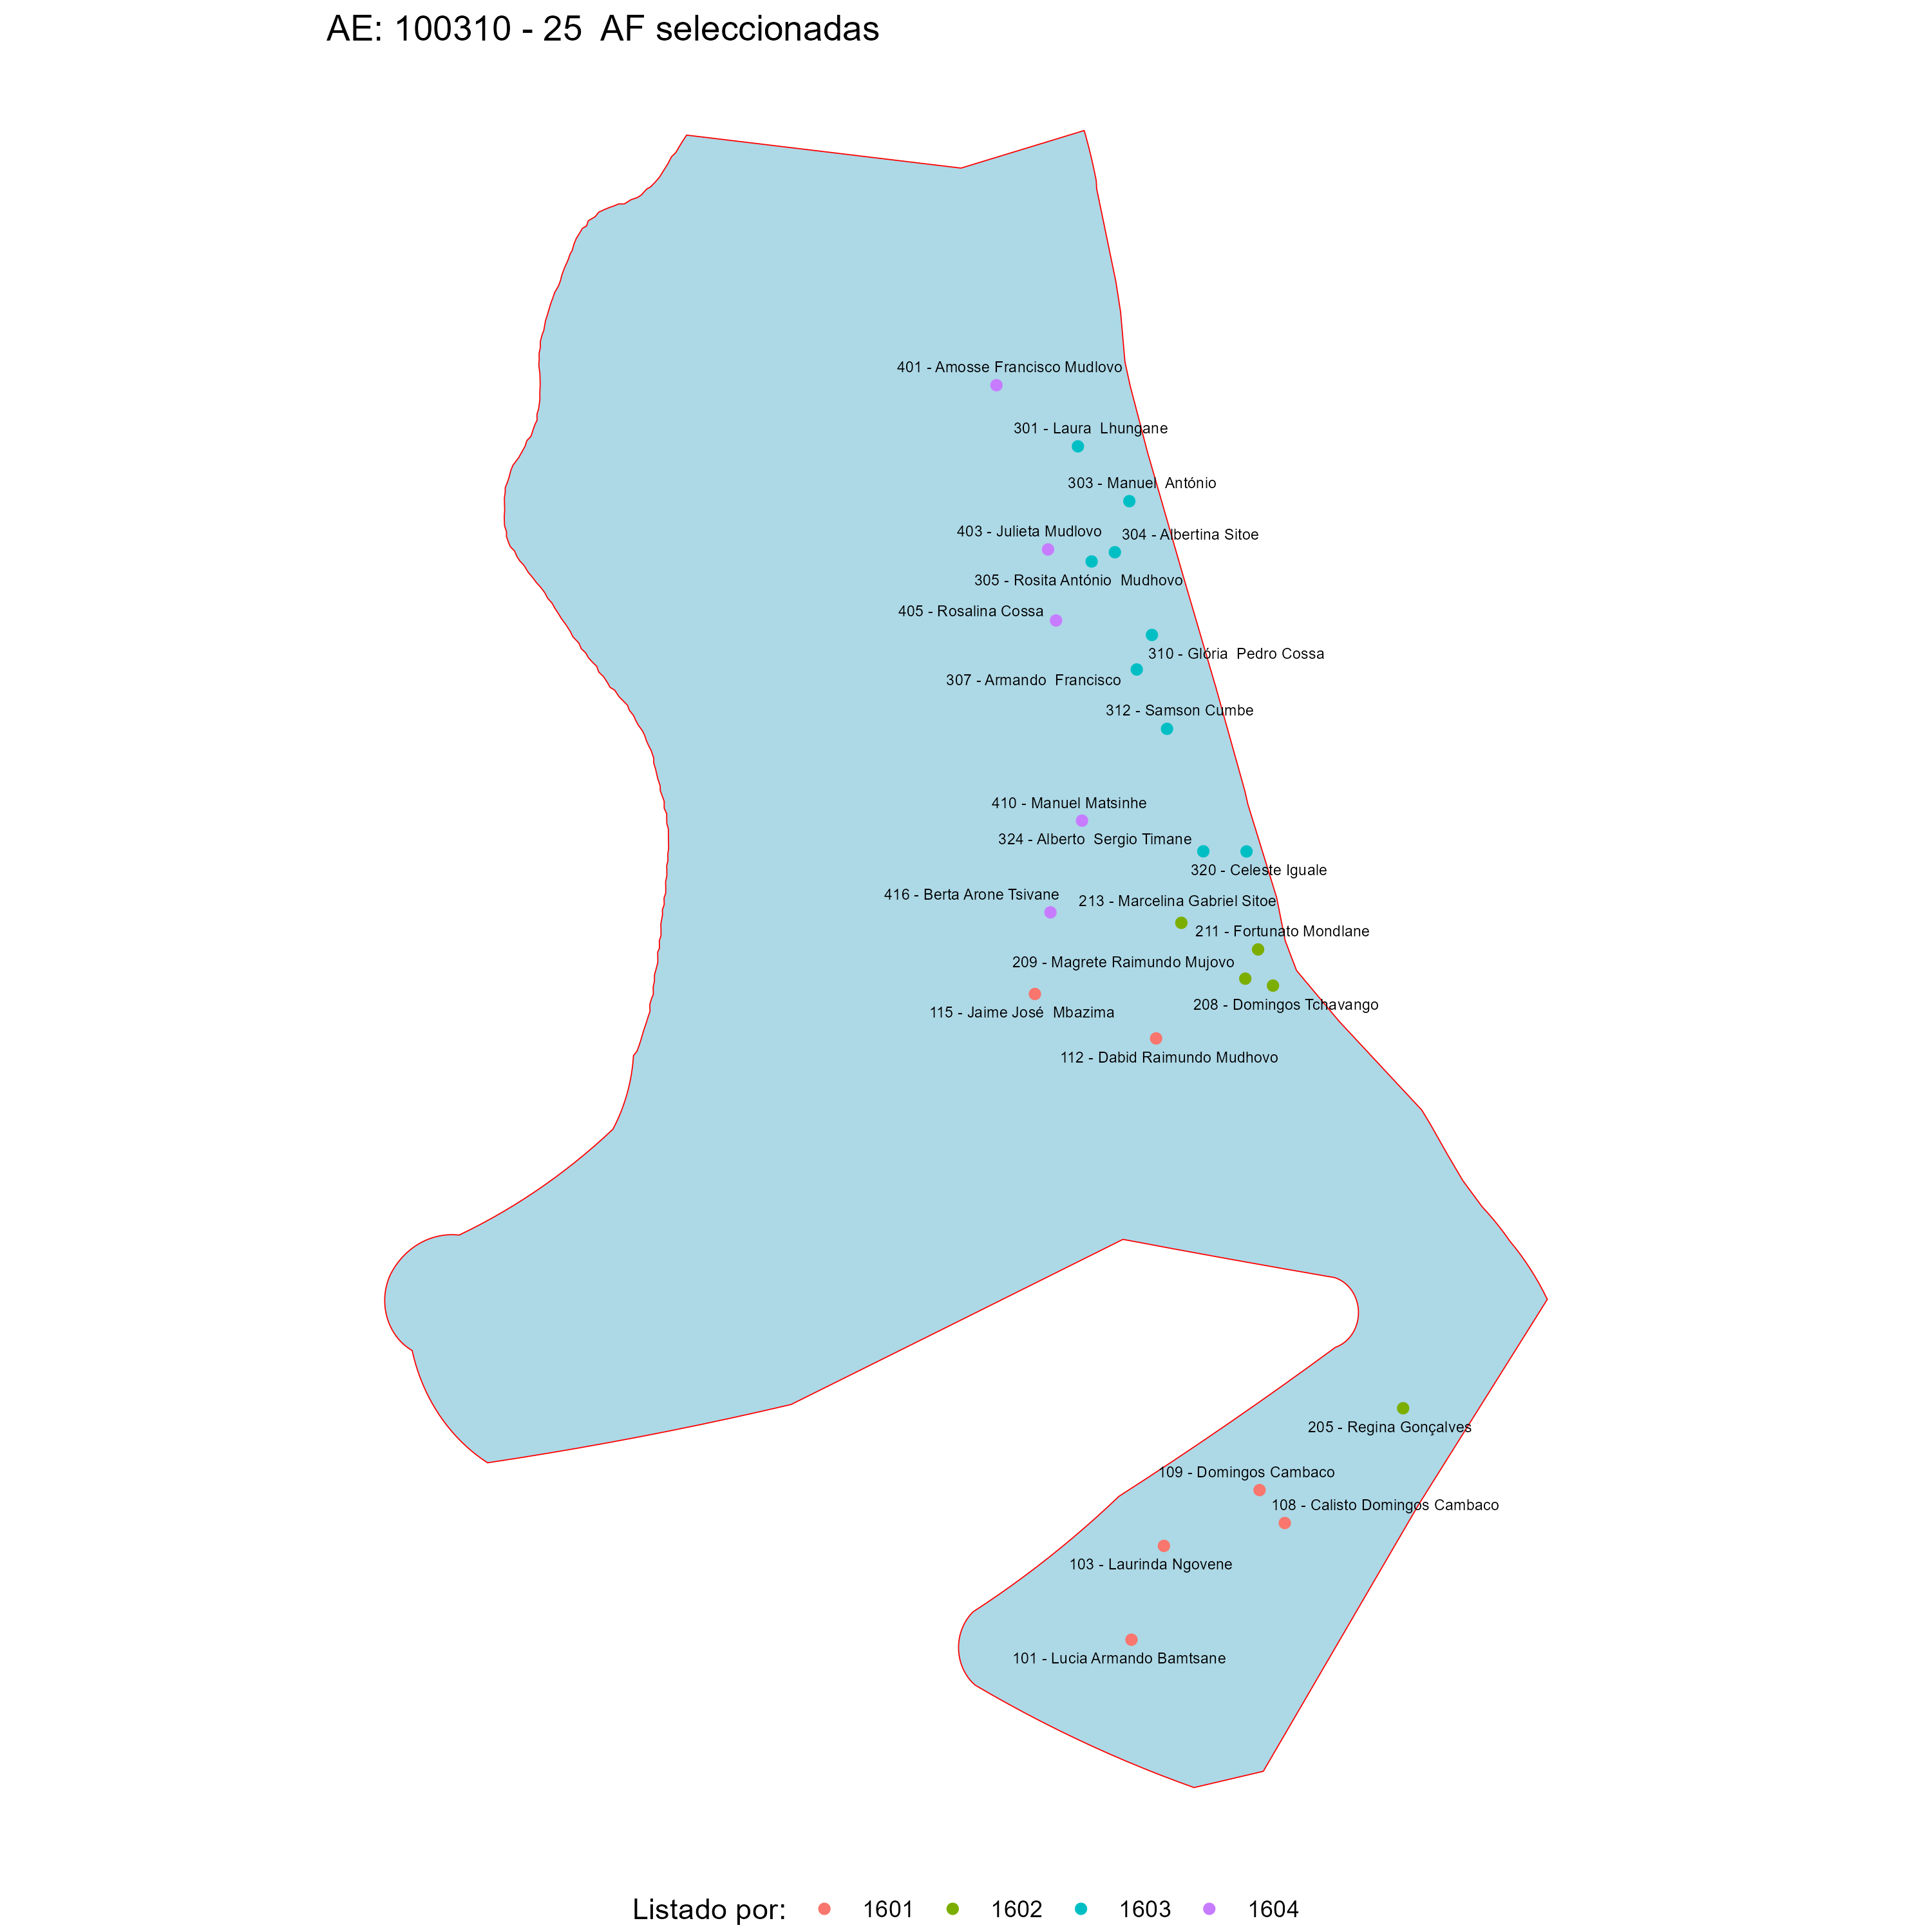 AE: 100310 - 25  AF seleccionadas
401 - Amosse Francisco Mudlovo
301 - Laura  Lhungane
303 - Manuel  António
403 - Julieta Mudlovo
304 - Albertina Sitoe
305 - Rosita António  Mudhovo
405 - Rosalina Cossa
310 - Glória  Pedro Cossa
307 - Armando  Francisco
312 - Samson Cumbe
410 - Manuel Matsinhe
324 - Alberto  Sergio Timane
320 - Celeste Iguale
416 - Berta Arone Tsivane
213 - Marcelina Gabriel Sitoe
211 - Fortunato Mondlane
209 - Magrete Raimundo Mujovo
208 - Domingos Tchavango
115 - Jaime José  Mbazima
112 - Dabid Raimundo Mudhovo
205 - Regina Gonçalves
109 - Domingos Cambaco
108 - Calisto Domingos Cambaco
103 - Laurinda Ngovene
101 - Lucia Armando Bamtsane
Listado por: 1601 1602 1603 1604